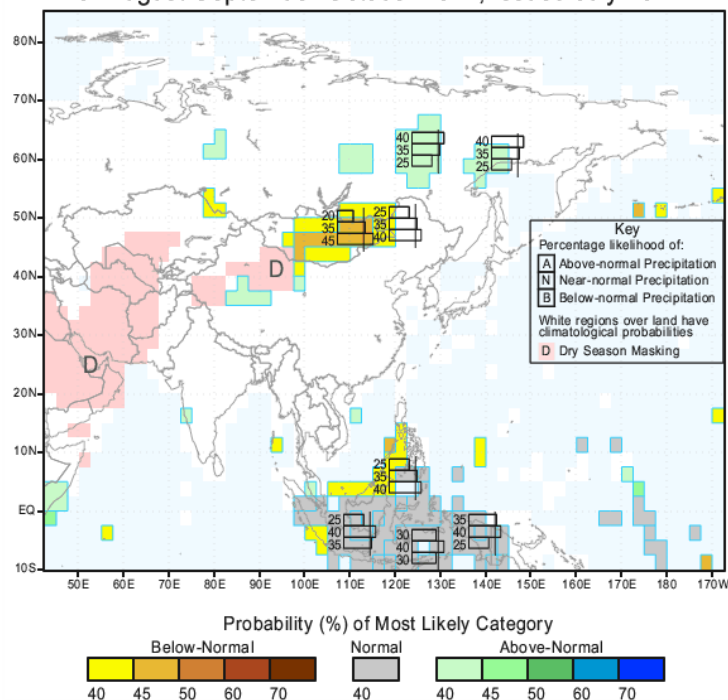 80N
70N
60N
50N
40N
30N
20N
10N
EQ
10S
50E
60E
70E
80E
90E
100E
110E
120E
130E
140E
150E
160E
170E
180
170W
40
35
25
40
35
25
20
35
45
25
35
40
25
35
40
25
40
35
30
40
30
35
40
25
D
D
Key
Percentage likelihood of:
A Above-normal Precipitation
N Near-normal Precipitation
B Below-normal Precipitation
White regions over land have
climatological probabilities
D Dry Season Masking
Probability (%) of Most Likely Category
Below-Normal
Normal
Above-Normal
40 45 50 60 70
40
40 45 50 60 70